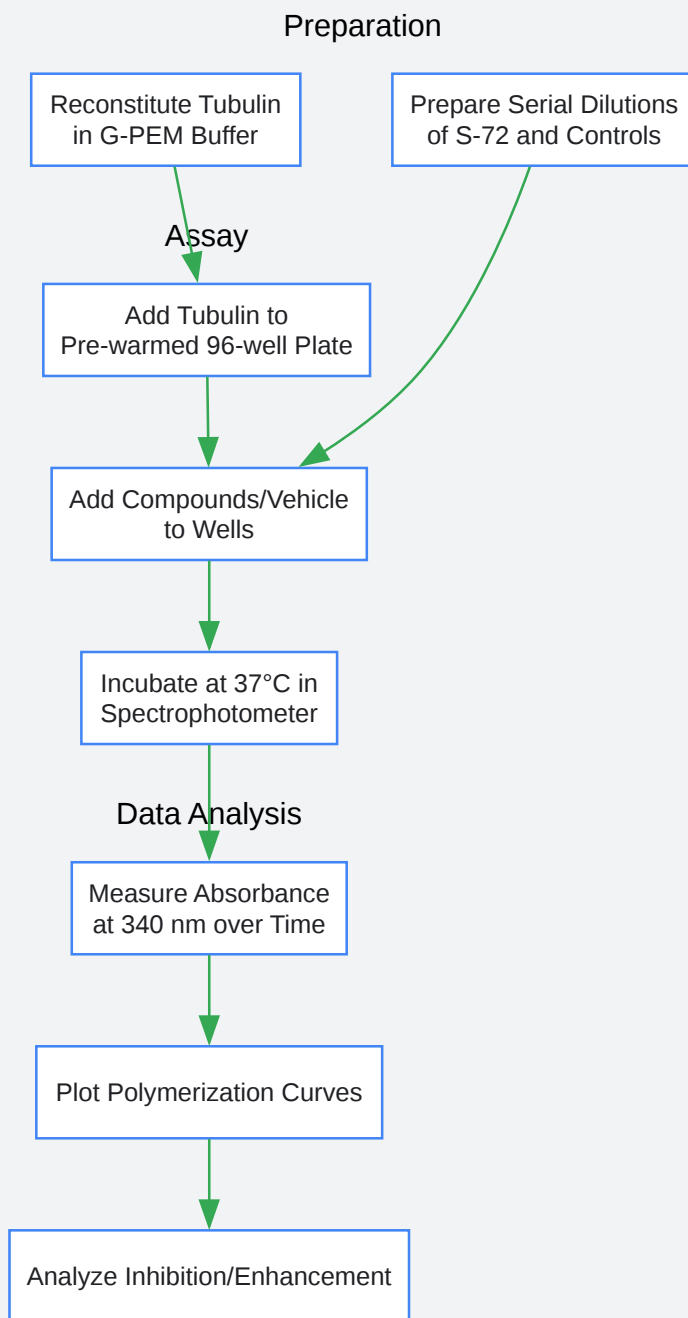 Preparation
Reconstitute Tubulin
in G-PEM Buffer
Prepare Serial Dilutions
of S-72 and Controls
Assay
Add Tubulin to
Pre-warmed 96-well Plate
Add Compounds/Vehicle
to Wells
Incubate at 37°C in
Spectrophotometer
Data Analysis
Measure Absorbance
at 340 nm over Time
Plot Polymerization Curves
Analyze Inhibition/Enhancement